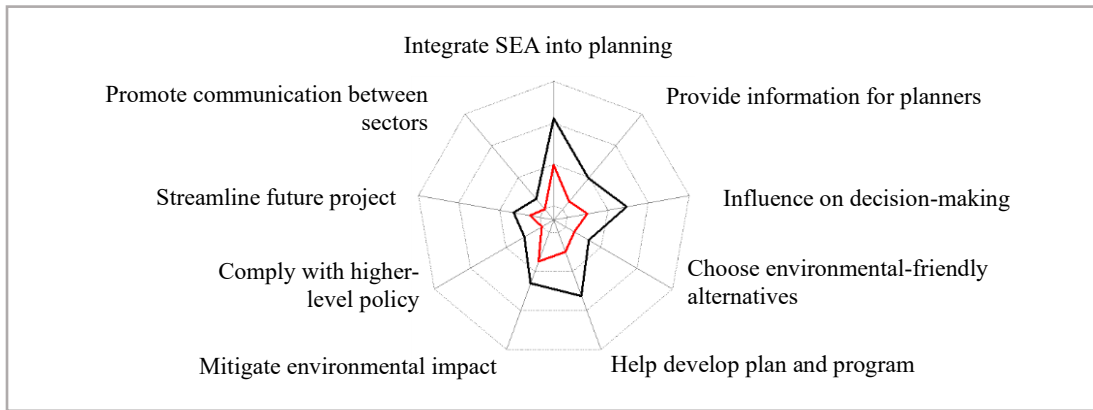 Integrate SEA into planning
Promote communication between
sectors
Provide information for planners
Streamline future project
Influence on decision-making
Comply with higher-
level policy
Choose environmental-friendly
alternatives
Mitigate environmental impact
Help develop plan and program